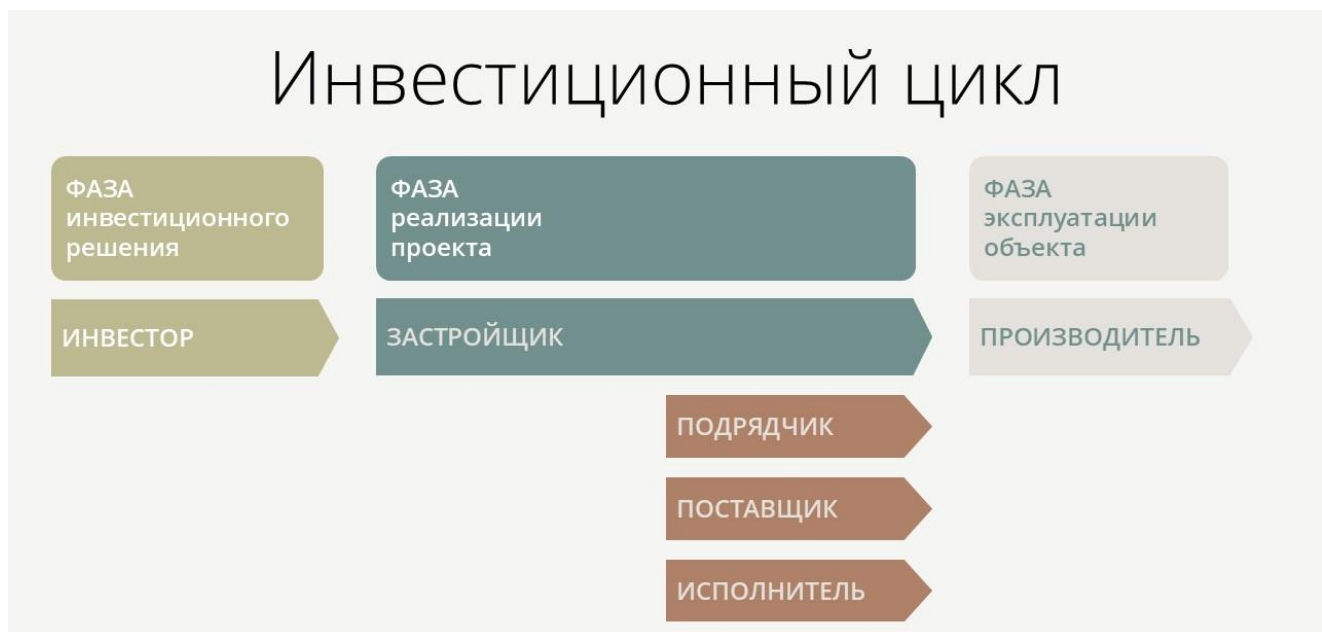 Инвестиционный цикл
ФАЗА
инвестиционного
решения
ФАЗА
реализации
проекта
ФАЗА
эксплуатации
объекта
ИНВЕСТОР
ЗАСТРОЙЩИК
ПРОИЗВОДИТЕЛЬ
ПОДРЯДЧИК
ПОСТАВЩИК
ИСПОЛНИТЕЛЬ